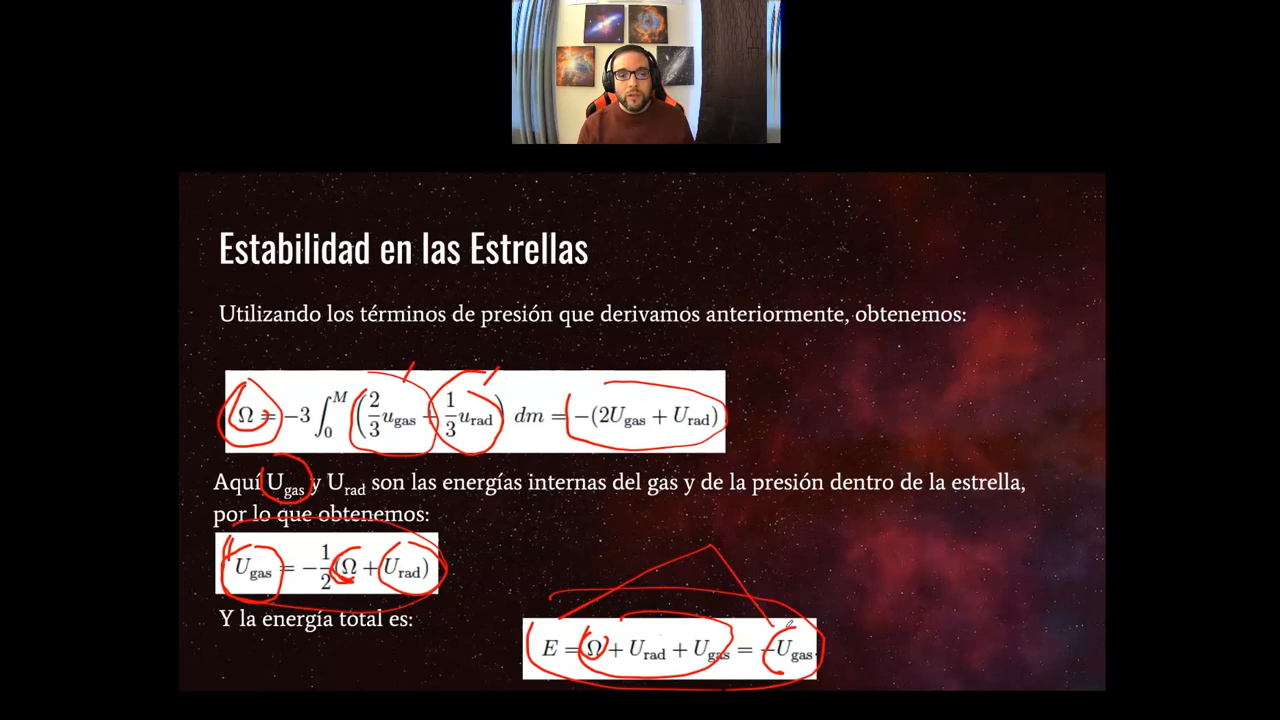 Estabilidad en las Estrellas
Utilizando los términos de presión que derivamos anteriormente, obtenemos:
Ω = −3 ∫₀ᴹ (2/3 u_gas + 1/3 u_rad) dm = −(2U_gas + U_rad)
Aquí U_gas y U_rad son las energías internas del gas y de la presión dentro de la estrella,
por lo que obtenemos:
U_gas = −1/2 (Ω + U_rad)
Y la energía total es:
E = Ω + U_rad + U_gas = −U_gas.